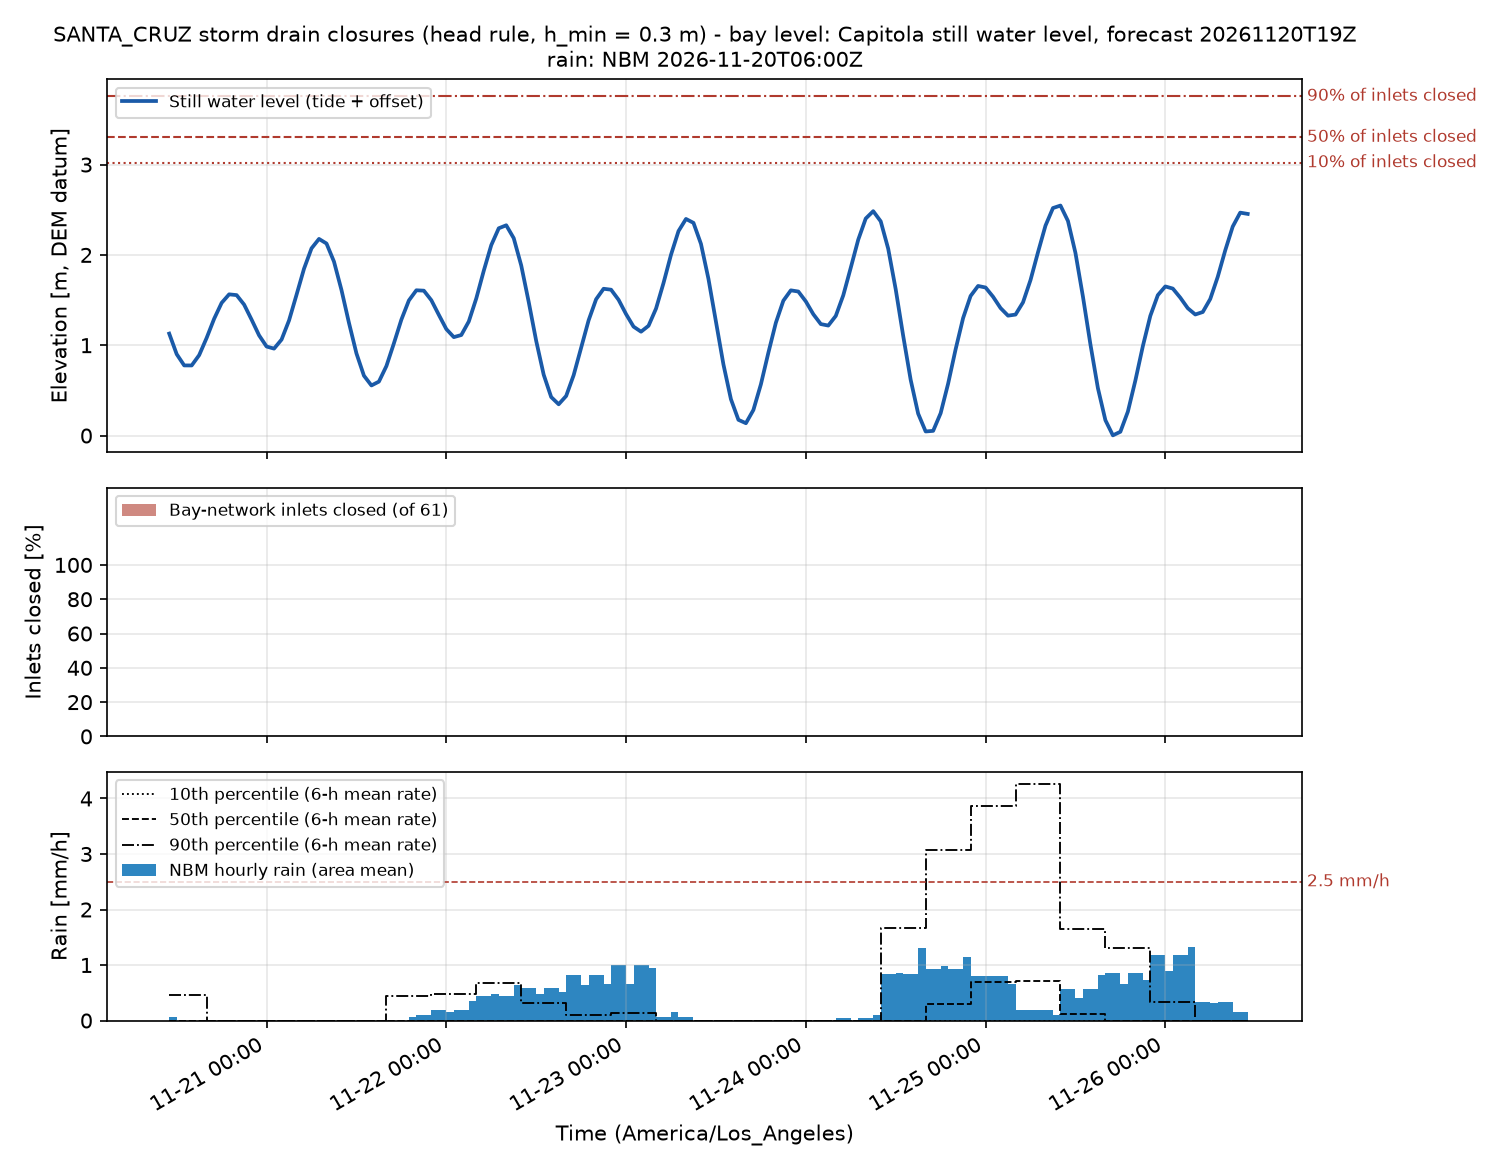 SANTA_CRUZ storm drain closures (head rule, h_min = 0.3 m) - bay level: Capitola still water level, forecast 20261120T19Z
rain: NBM 2026-11-20T06:00Z
Still water level (tide + offset)
90% of inlets closed
50% of inlets closed
10% of inlets closed
Elevation [m, DEM datum]
3
2
1
0
Bay-network inlets closed (of 61)
Inlets closed [%]
100
80
60
40
20
0
10th percentile (6-h mean rate)
50th percentile (6-h mean rate)
90th percentile (6-h mean rate)
NBM hourly rain (area mean)
2.5 mm/h
Rain [mm/h]
4
3
2
1
0
11-21 00:00
11-22 00:00
11-23 00:00
11-24 00:00
11-25 00:00
11-26 00:00
Time (America/Los_Angeles)